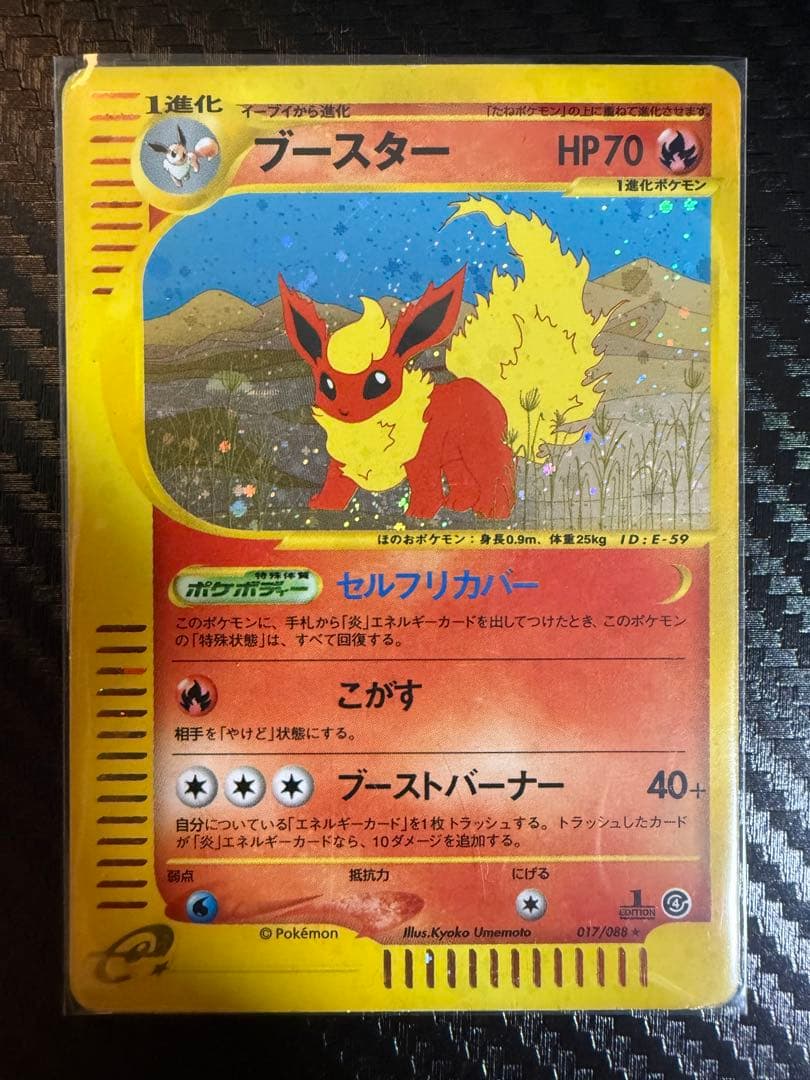 1進化
イーブイから進化
「たねポケモン」の上に重ねて進化させます。
ブースター
HP70
1進化ポケモン
ほのおポケモン：身長0.9m、体重25kg ID:E-59
特殊体質
ポケボディー
セルフリカバー
このポケモンに、手札から「炎」エネルギーカードを出してつけたとき、このポケモン
の「特殊状態」は、すべて回復する。
こがす
相手を「やけど」状態にする。
ブーストバーナー 40+
自分についている「エネルギーカード」を1枚トラッシュする。トラッシュしたカード
が「炎」エネルギーカードなら、10ダメージを追加する。
弱点 抵抗力 にげる
1
EDITION
4
© Pokémon Illus.Kyoko Umemoto 017/088 ★
e